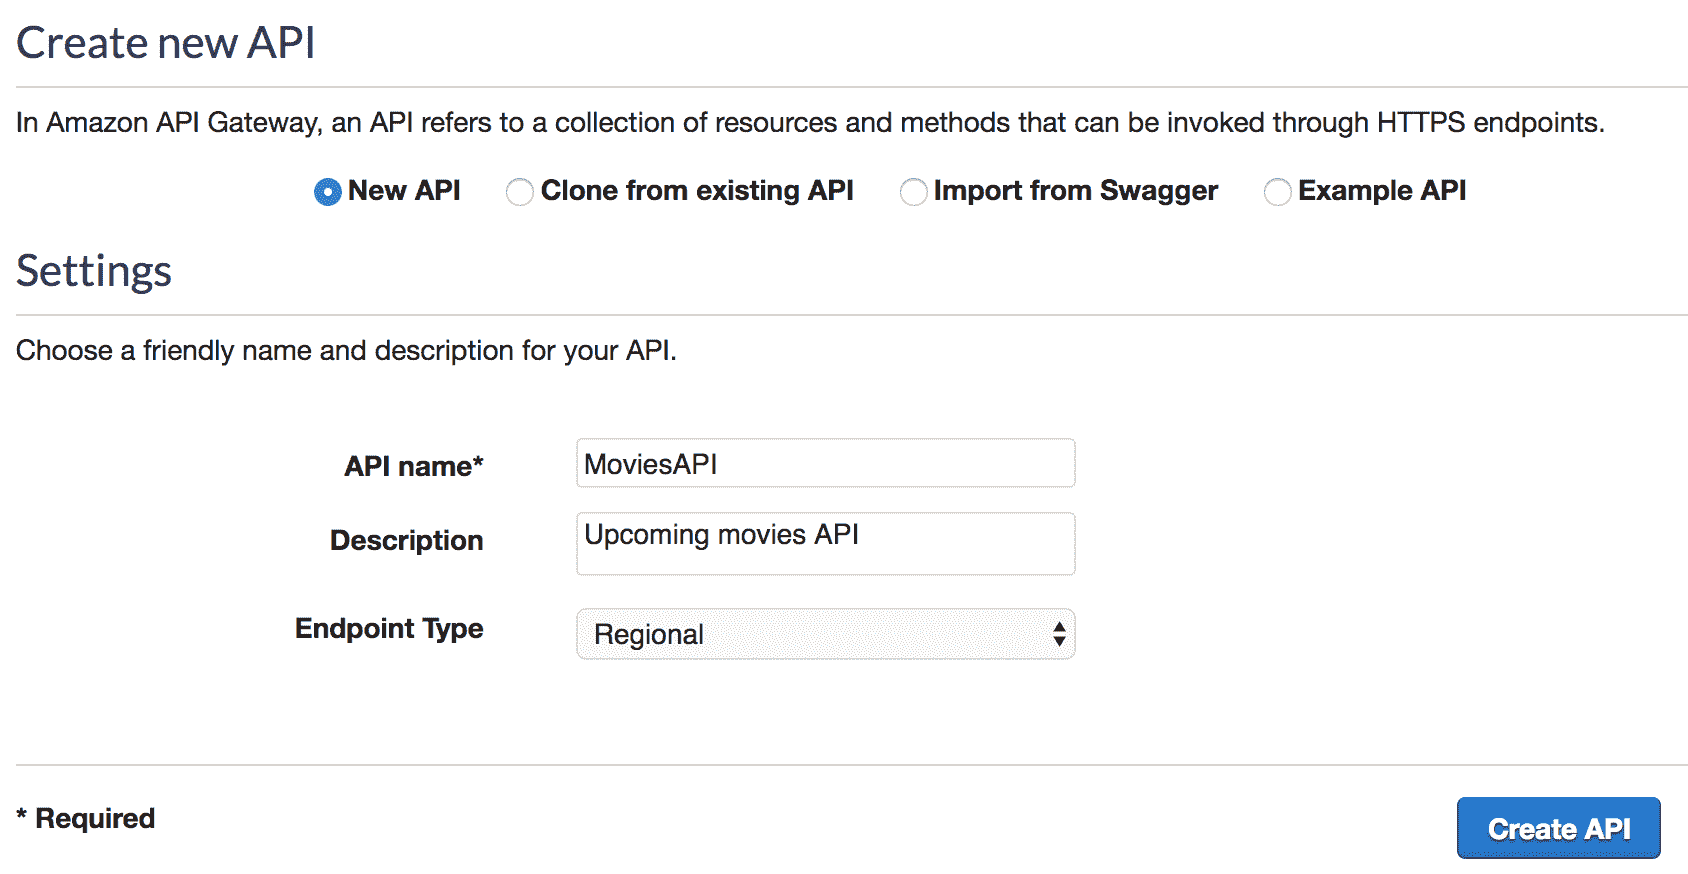 Create new API
In Amazon API Gateway, an API refers to a collection of resources and methods that can be invoked through HTTPS endpoints.
New API Clone from existing API Import from Swagger Example API
Settings
Choose a friendly name and description for your API.
API name* MoviesAPI
Description Upcoming movies API
Endpoint Type Regional
* Required Create API